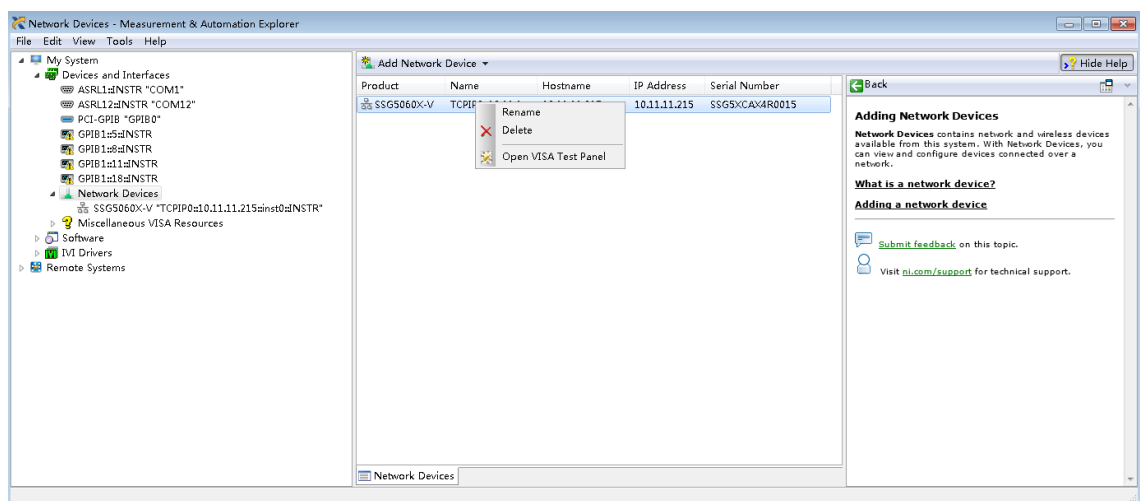 Network Devices - Measurement & Automation Explorer
File Edit View Tools Help
My System
Devices and Interfaces
ASRL1::INSTR "COM1"
ASRL12::INSTR "COM12"
PCI-GPIB "GPIB0"
GPIB1::5::INSTR
GPIB1::8::INSTR
GPIB1::11::INSTR
GPIB1::18::INSTR
Network Devices
SSG5060X-V "TCPIP0::10.11.11.215::inst0::INSTR"
Miscellaneous VISA Resources
Software
IVI Drivers
Remote Systems
Add Network Device
Hide Help
Product Name Hostname IP Address Serial Number
SSG5060X-V 10.11.11.215 SSG5XCAX4R0015
Rename
Delete
Open VISA Test Panel
Network Devices
Back
Adding Network Devices
Network Devices contains network and wireless devices
available from this system. With Network Devices, you
can view and configure devices connected over a
network.
What is a network device?
Adding a network device
Submit feedback on this topic.
Visit ni.com/support for technical support.